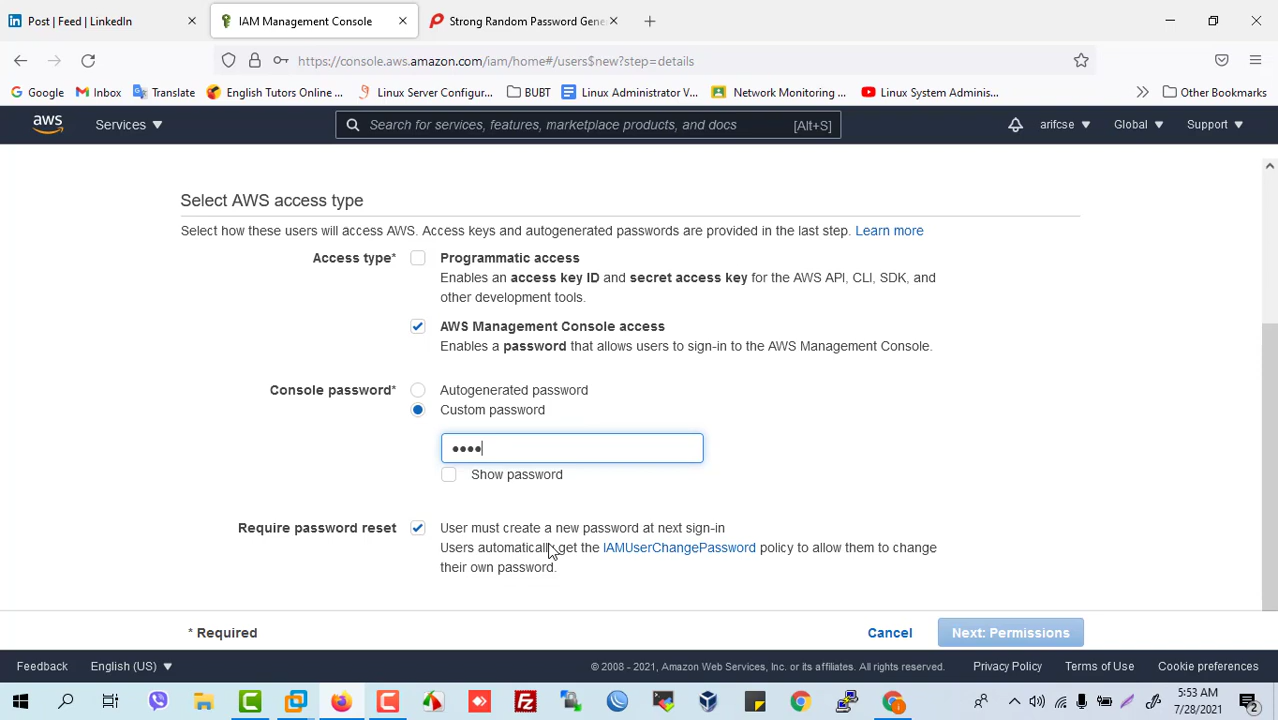 Post | Feed | LinkedIn
IAM Management Console
Strong Random Password Gene
https://console.aws.amazon.com/iam/home#/users$new?step=details
Google
Inbox
Translate
English Tutors Online ...
Linux Server Configur...
BUBT
Linux Administrator V...
Network Monitoring ...
Linux System Adminis...
Other Bookmarks
aws
Services
Search for services, features, marketplace products, and docs
[Alt+S]
arifcse
Global
Support
Select AWS access type
Select how these users will access AWS. Access keys and autogenerated passwords are provided in the last step. Learn more
Access type*
Programmatic access
Enables an access key ID and secret access key for the AWS API, CLI, SDK, and
other development tools.
AWS Management Console access
Enables a password that allows users to sign-in to the AWS Management Console.
Console password*
Autogenerated password
Custom password
••••
Show password
Require password reset
User must create a new password at next sign-in
Users automatically get the IAMUserChangePassword policy to allow them to change
their own password.
* Required
Cancel
Next: Permissions
Feedback
English (US)
© 2008 - 2021, Amazon Web Services, Inc. or its affiliates. All rights reserved.
Privacy Policy
Terms of Use
Cookie preferences
5:53 AM
7/28/2021
2